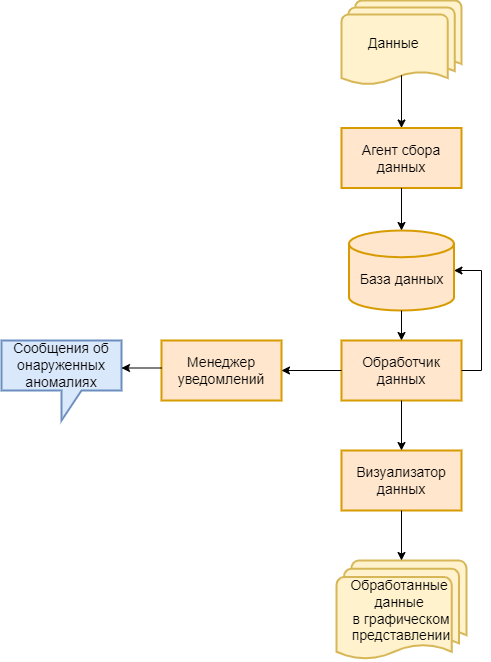 Данные
Агент сбора
данных
База данных
Сообщения об
онаруженных
аномалиях
Менеджер
уведомлений
Обработчик
данных
Визуализатор
данных
Обработанные
данные
в графическом
представлении